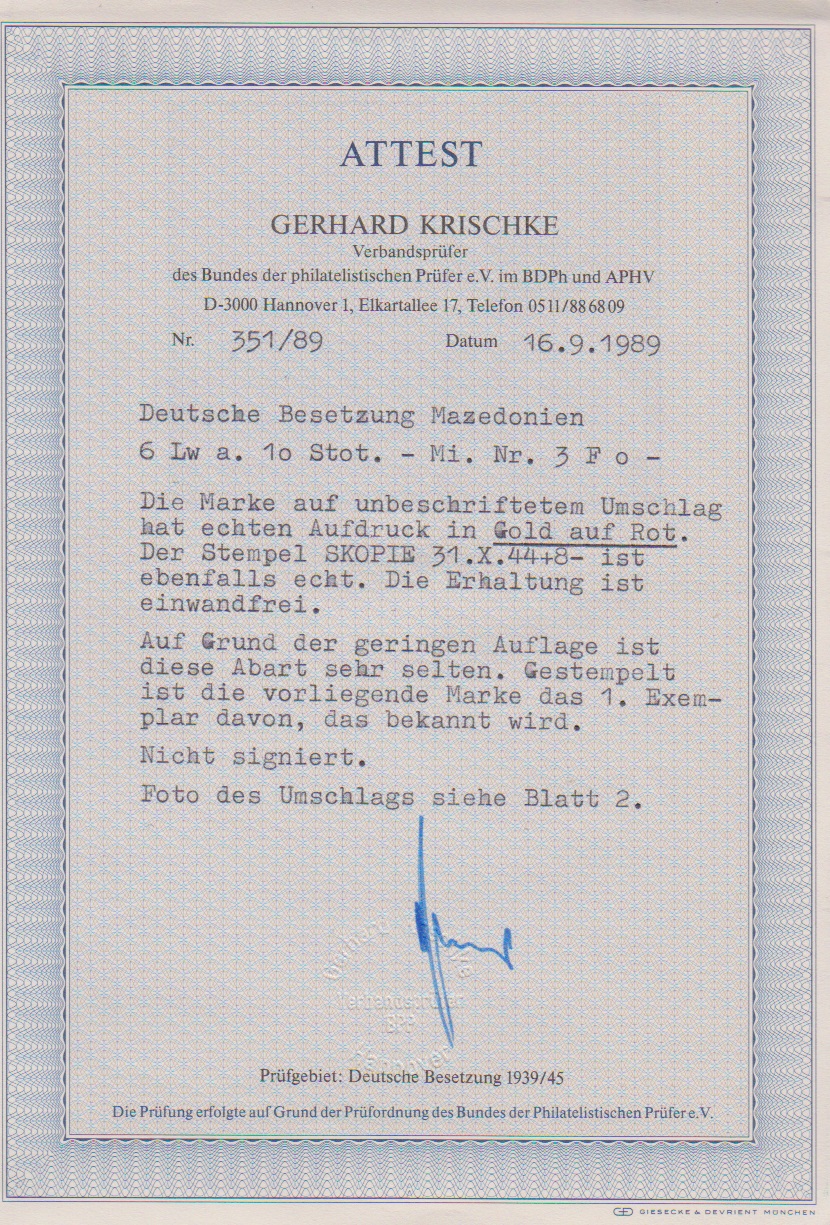 ATTEST
GERHARD KRISCHKE
Verbandsprüfer
des Bundes der philatelistischen Prüfer e.V. im BDPh und APHV
D-3000 Hannover 1, Elkartallee 17, Telefon 0511/886809
Nr. 351/89 Datum 16.9.1989
Deutsche Besetzung Mazedonien
6 Lw a. 1o Stot. - Mi. Nr. 3 F o -
Die Marke auf unbeschriftetem Umschlag
hat echten Aufdruck in Gold auf Rot.
Der Stempel SKOPIE 31.X.44+8- ist
ebenfalls echt. Die Erhaltung ist
einwandfrei.
Auf Grund der geringen Auflage ist
diese Abart sehr selten. Gestempelt
ist die vorliegende Marke das 1. Exem-
plar davon, das bekannt wird.
Nicht signiert.
Foto des Umschlags siehe Blatt 2.
Gerhard
Verbandsprüfer
BPP
Hannover
Prüfgebiet: Deutsche Besetzung 1939/45
Die Prüfung erfolgte auf Grund der Prüfordnung des Bundes der Philatelistischen Prüfer e.V.
GIESECKE & DEVRIENT MÜNCHEN